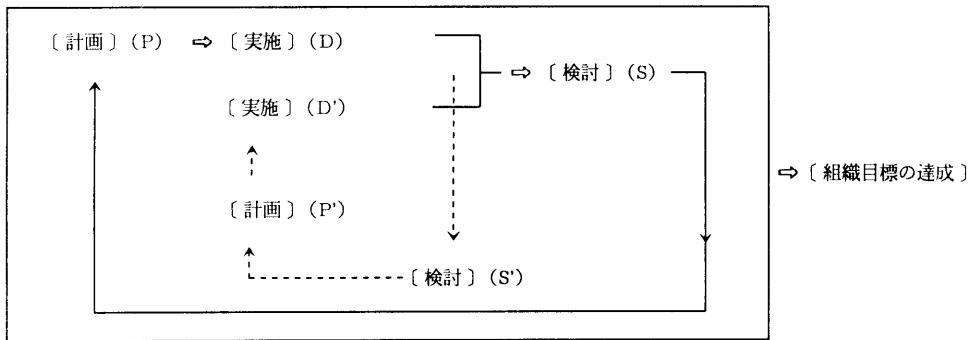 〔 計画 〕(P) ⇨ 〔 実施 〕(D)
⇨ 〔 検討 〕(S)
〔 実施 〕(D')
⇨ 〔 組織目標の達成 〕
〔 計画 〕(P')
〔 検討 〕(S')